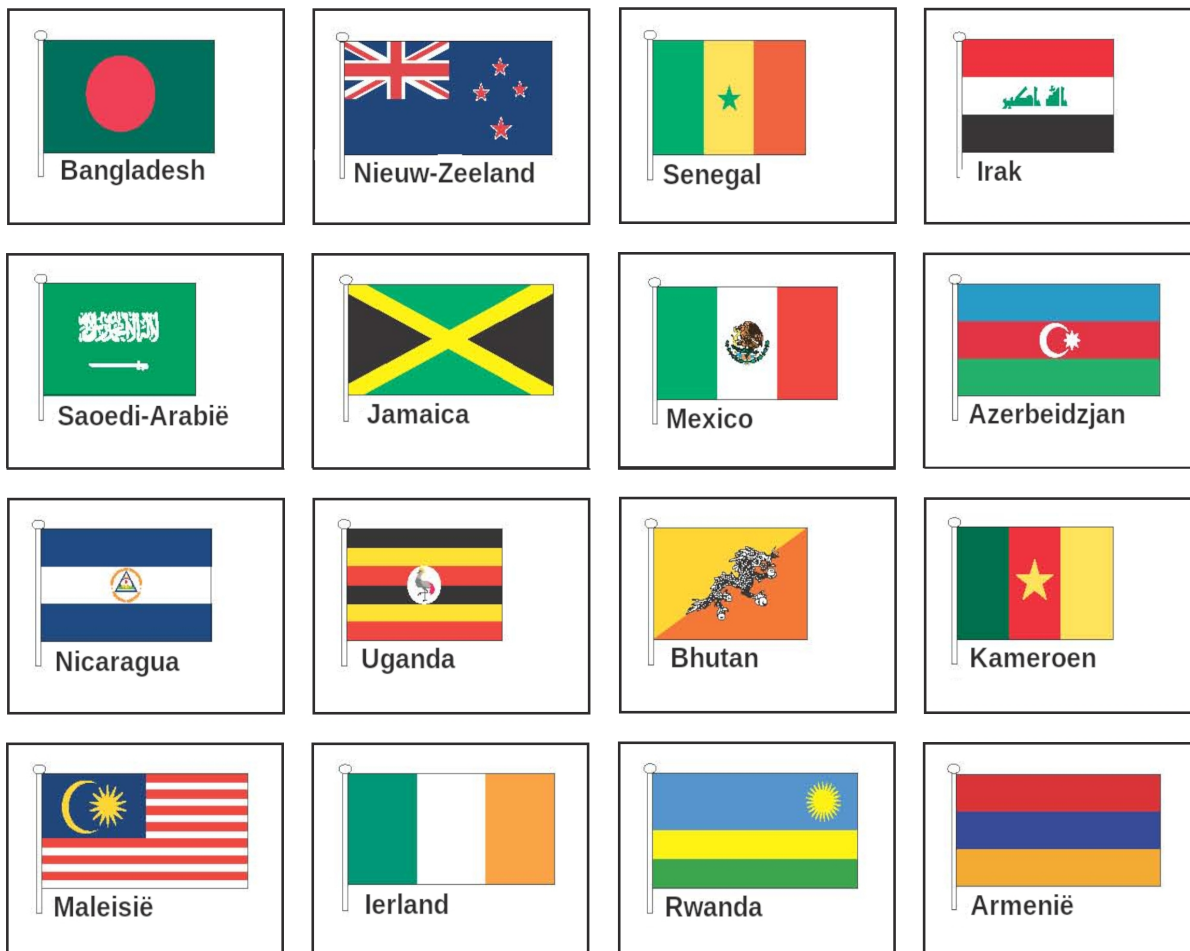 Bangladesh
Nieuw-Zeeland
Senegal
Irak
Saoedi-Arabië
Jamaica
Mexico
Azerbeidzjan
Nicaragua
Uganda
Bhutan
Kameroen
Maleisië
Ierland
Rwanda
Armenië